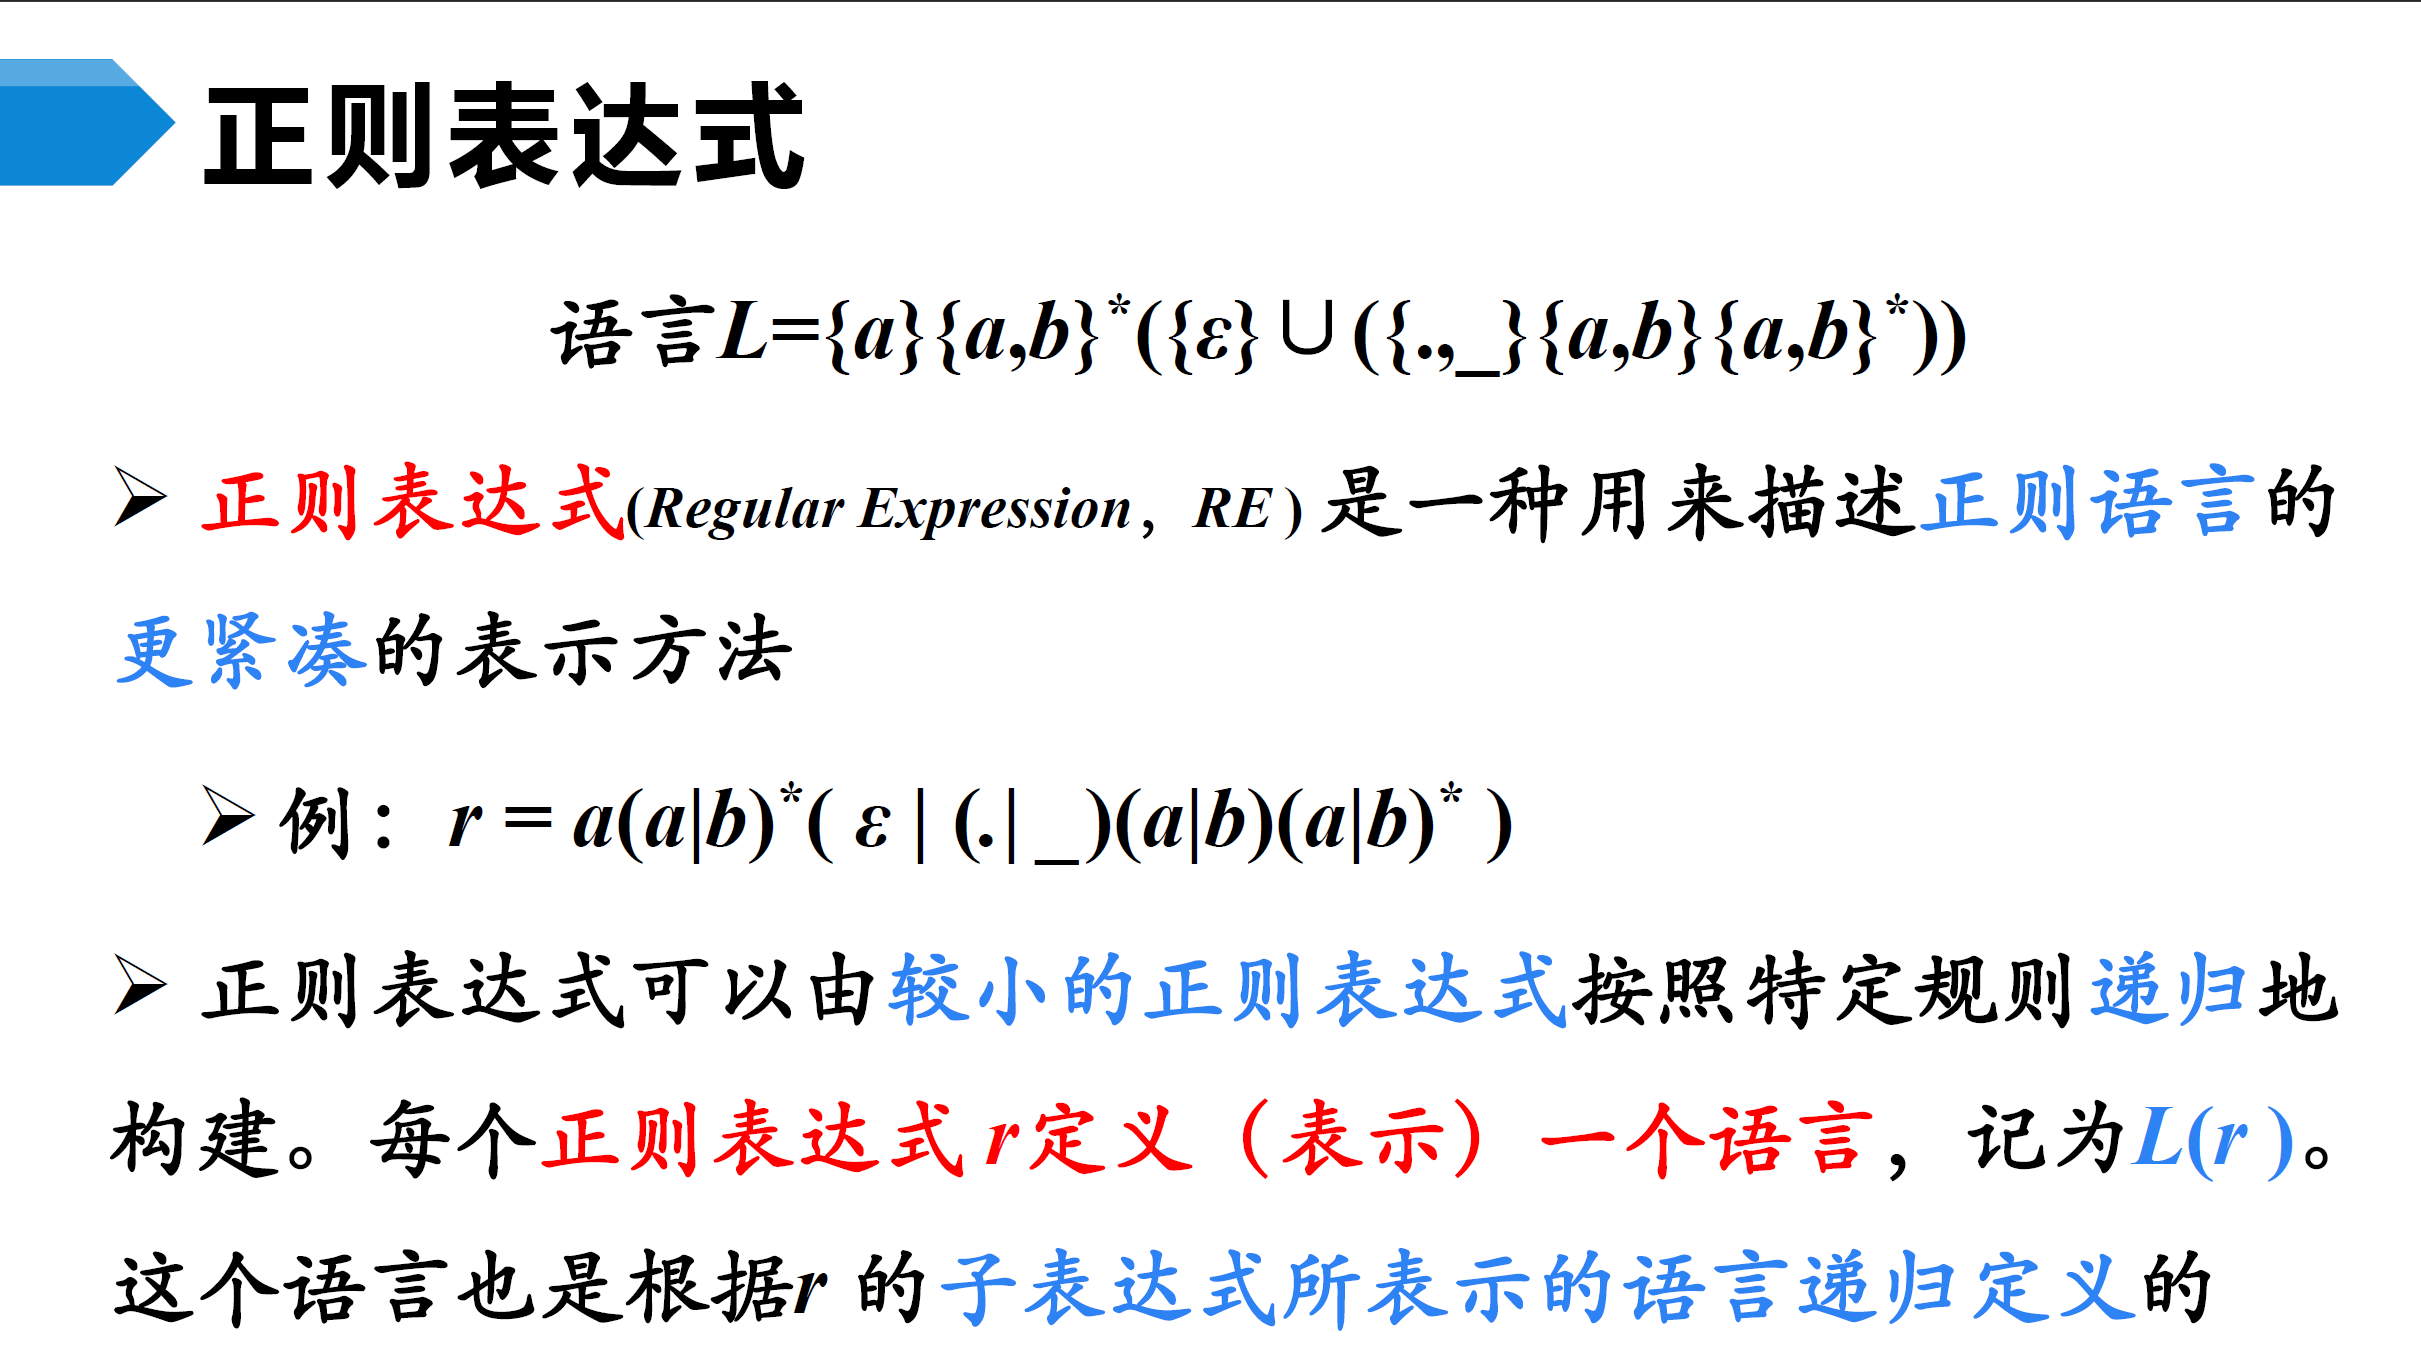 正则表达式
语言L={a}{a,b}*({ε}∪({.,_}{a,b}{a,b}*))
➢ 正则表达式(Regular Expression，RE ) 是一种用来描述正则语言的
更紧凑的表示方法
➢ 例： r = a(a|b)*( ε | (.| _ )(a|b)(a|b)* )
➢ 正则表达式可以由较小的正则表达式按照特定规则递归地
构建。每个正则表达式 r定义（表示）一个语言，记为L(r )。
这个语言也是根据r 的子表达式所表示的语言递归定义的